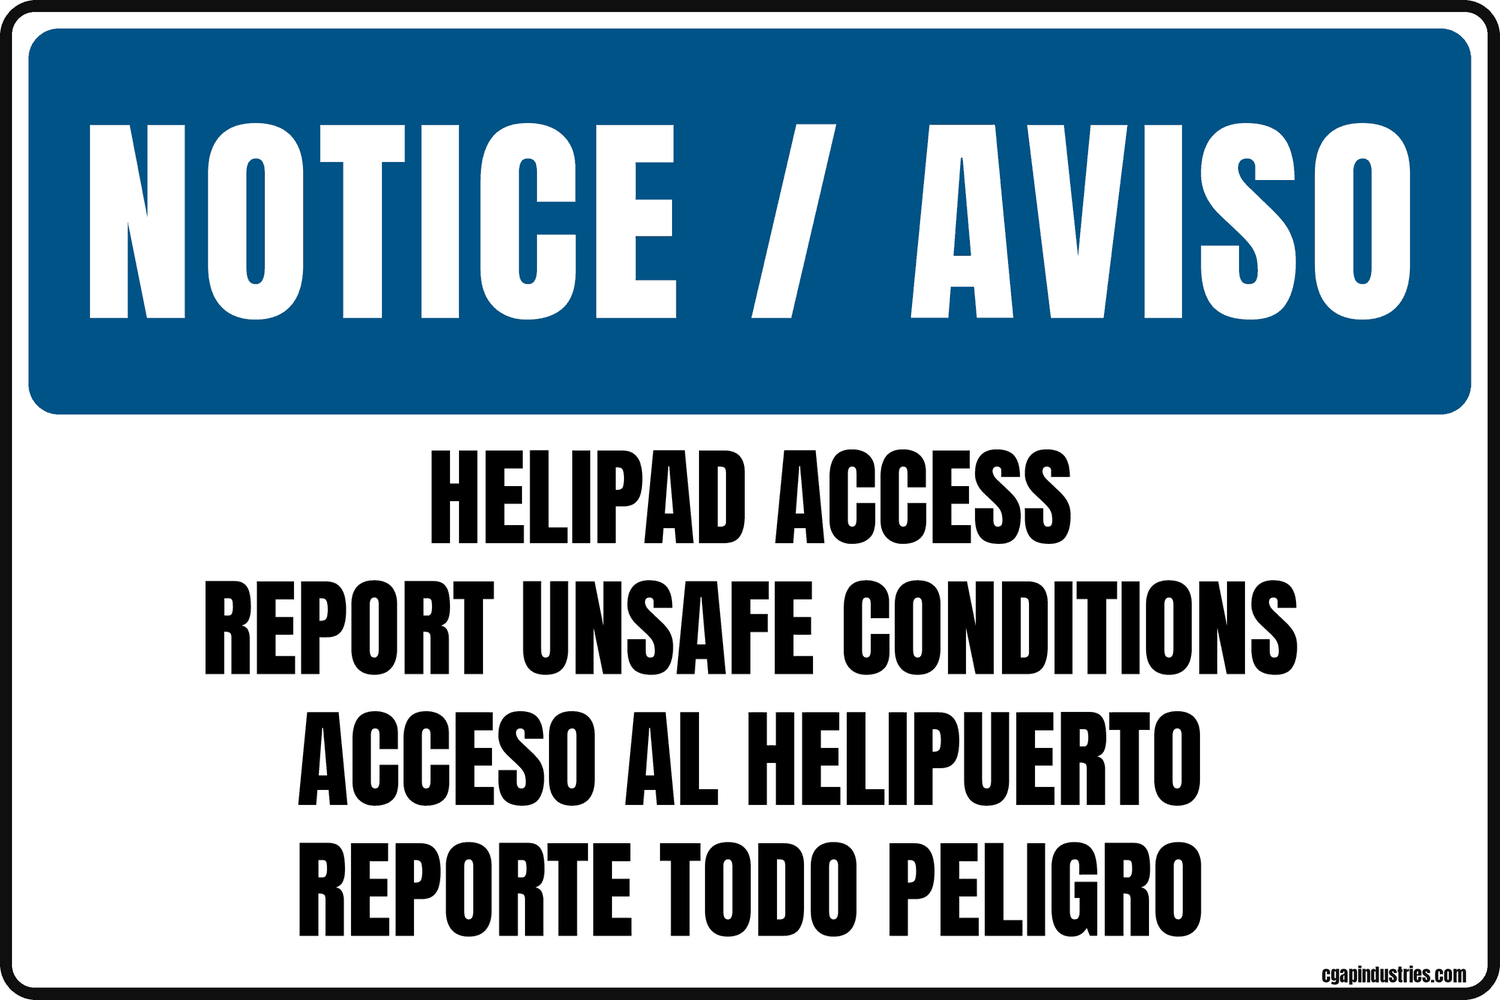 NOTICE / AVISO
HELIPAD ACCESS
REPORT UNSAFE CONDITIONS
ACCESO AL HELIPUERTO
REPORTE TODO PELIGRO
cgapindustries.com